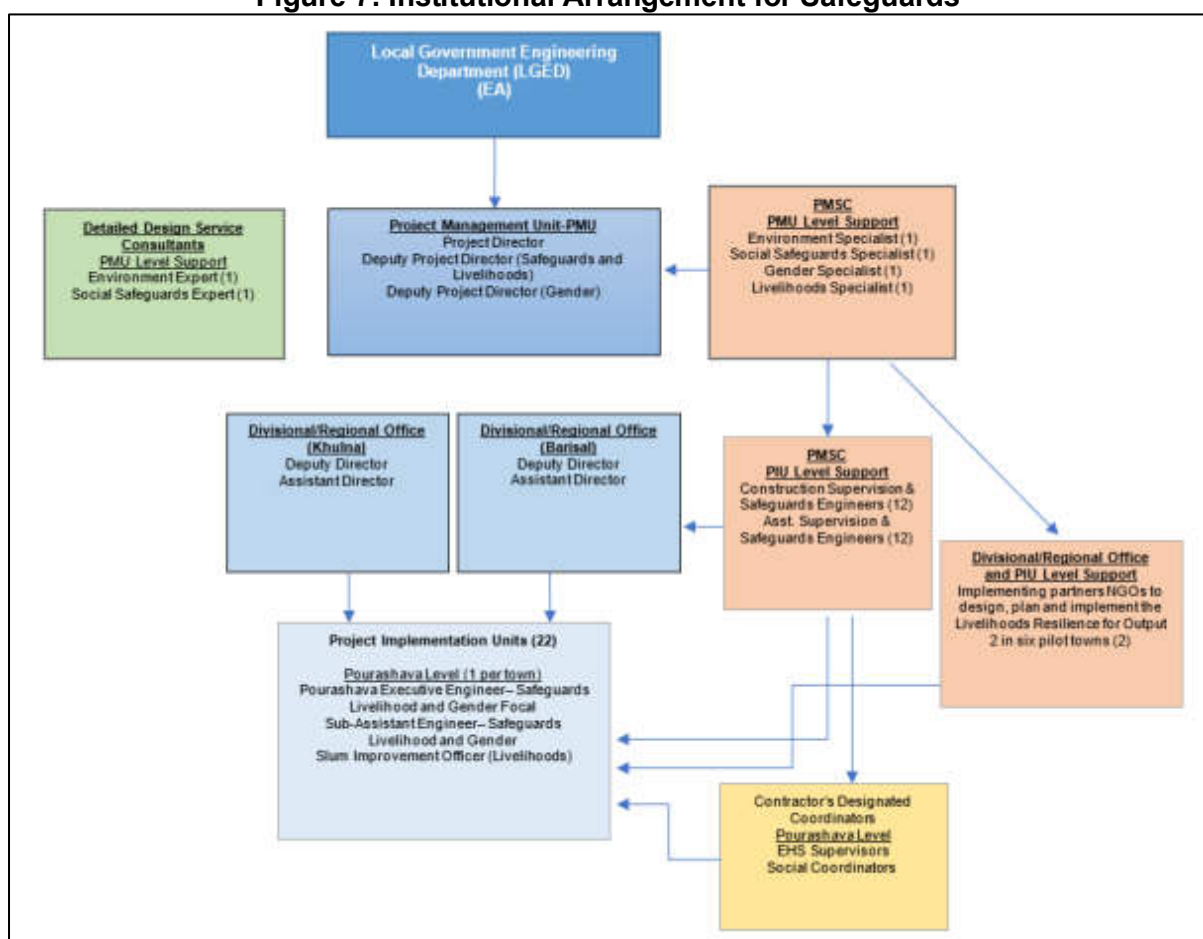 Figure 7: Institutional Arrangement for Safeguards
Local Government Engineering
Department (LGED)
(EA)
Detailed Design Service
Consultants
PMU Level Support
Environment Expert (1)
Social Safeguards Expert (1)
Project Management Unit-PMU
Project Director
Deputy Project Director (Safeguards and
Livelihoods)
Deputy Project Director (Gender)
PMSC
PMU Level Support
Environment Specialist (1)
Social Safeguards Specialist (1)
Gender Specialist (1)
Livelihoods Specialist (1)
Divisional/Regional Office
(Khulna)
Deputy Director
Assistant Director
Divisional/Regional Office
(Barisal)
Deputy Director
Assistant Director
PMSC
PIU Level Support
Construction Supervision &
Safeguards Engineers (12)
Asst. Supervision &
Safeguards Engineers (12)
Divisional/Regional Office
and PIU Level Support
Implementing partners NGOs to
design, plan and implement the
Livelihoods Resilience for Output
2 in six pilot towns (2)
Project Implementation Units (22)
Pourashava Level (1 per town)
Pourashava Executive Engineer– Safeguards
Livelihood and Gender Focal
Sub-Assistant Engineer– Safeguards
Livelihood and Gender
Slum Improvement Officer (Livelihoods)
Contractor's Designated
Coordinators
Pourashava Level
EHS Supervisors
Social Coordinators